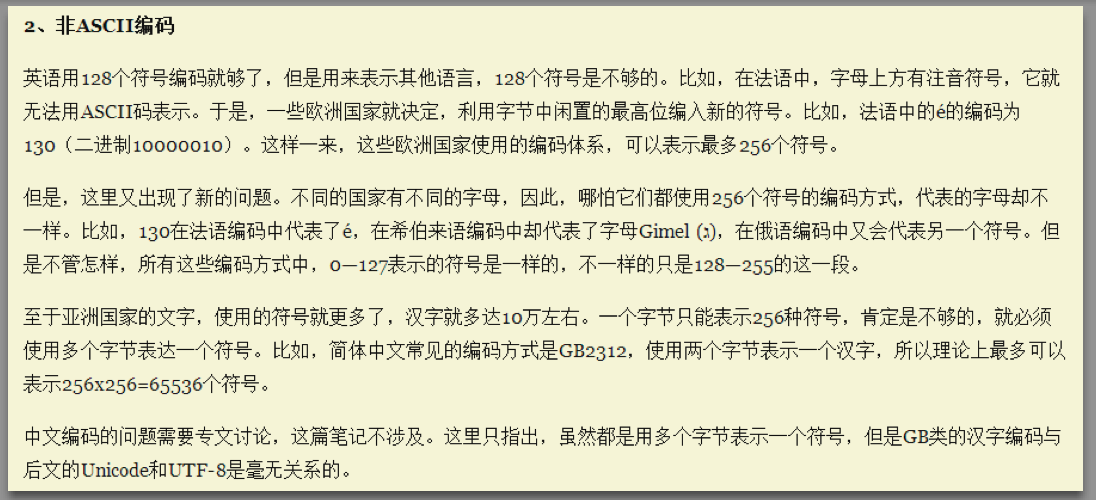 2、非ASCII编码
英语用128个符号编码就够了，但是用来表示其他语言，128个符号是不够的。比如，在法语中，字母上方有注音符号，它就
无法用ASCII码表示。于是，一些欧洲国家就决定，利用字节中闲置的最高位编入新的符号。比如，法语中的é的编码为
130（二进制10000010）。这样一来，这些欧洲国家使用的编码体系，可以表示最多256个符号。
但是，这里又出现了新的问题。不同的国家有不同的字母，因此，哪怕它们都使用256个符号的编码方式，代表的字母却不
一样。比如，130在法语编码中代表了é，在希伯来语编码中却代表了字母Gimel (ג)，在俄语编码中又会代表另一个符号。但
是不管怎样，所有这些编码方式中，0—127表示的符号是一样的，不一样的只是128—255的这一段。
至于亚洲国家的文字，使用的符号就更多了，汉字就多达10万左右。一个字节只能表示256种符号，肯定是不够的，就必须
使用多个字节表达一个符号。比如，简体中文常见的编码方式是GB2312，使用两个字节表示一个汉字，所以理论上最多可以
表示256x256=65536个符号。
中文编码的问题需要专文讨论，这篇笔记不涉及。这里只指出，虽然都是用多个字节表示一个符号，但是GB类的汉字编码与
后文的Unicode和UTF-8是毫无关系的。